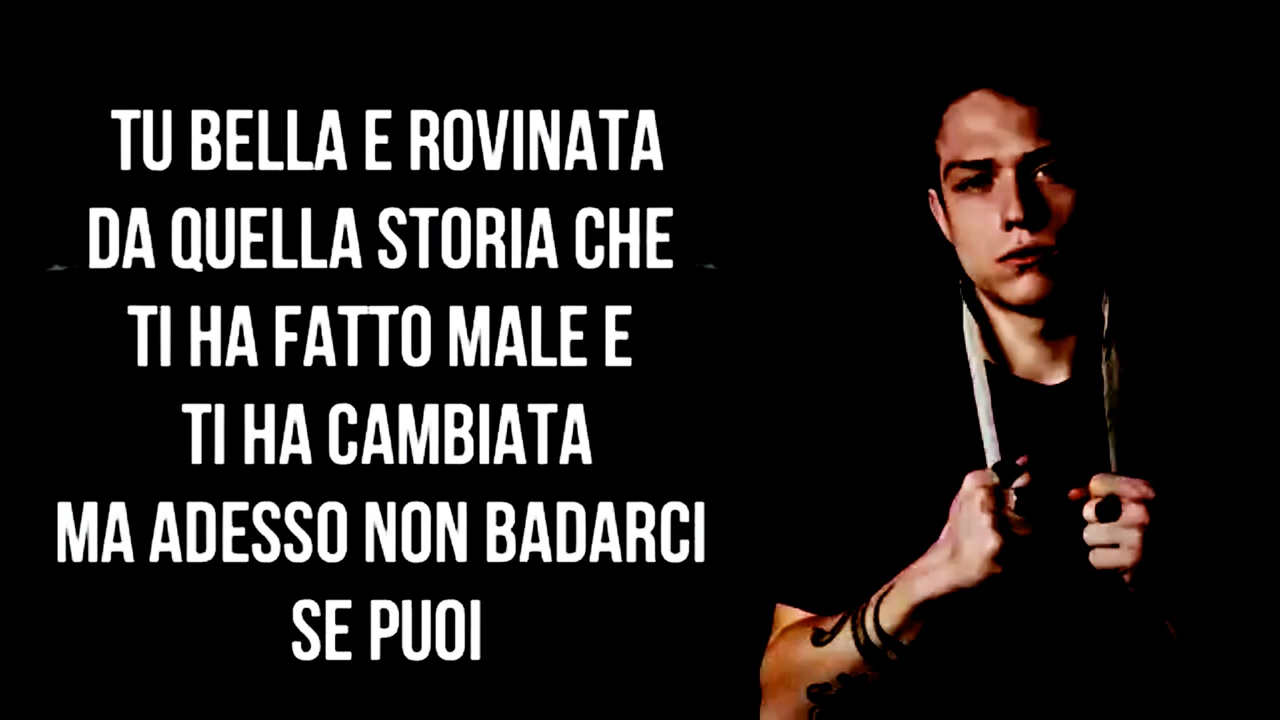 TU BELLA E ROVINATA
DA QUELLA STORIA CHE
TI HA FATTO MALE E
TI HA CAMBIATA
MA ADESSO NON BADARCI
SE PUOI